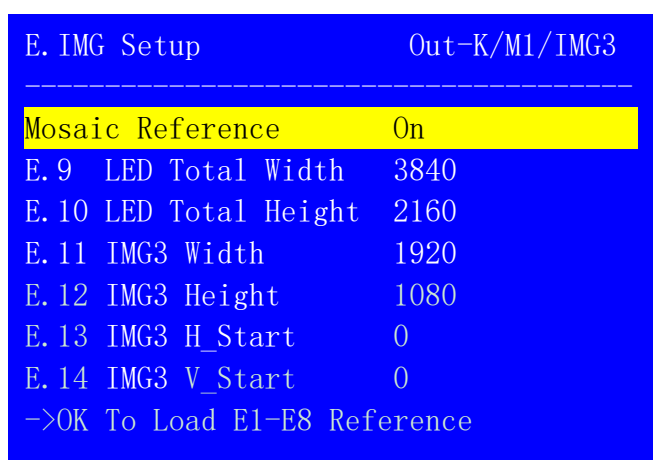 E.IMG Setup Out-K/M1/IMG3
--------------------------------------
Mosaic Reference On
E.9 LED Total Width 3840
E.10 LED Total Height 2160
E.11 IMG3 Width 1920
E.12 IMG3 Height 1080
E.13 IMG3 H_Start 0
E.14 IMG3 V_Start 0
->OK To Load E1-E8 Reference